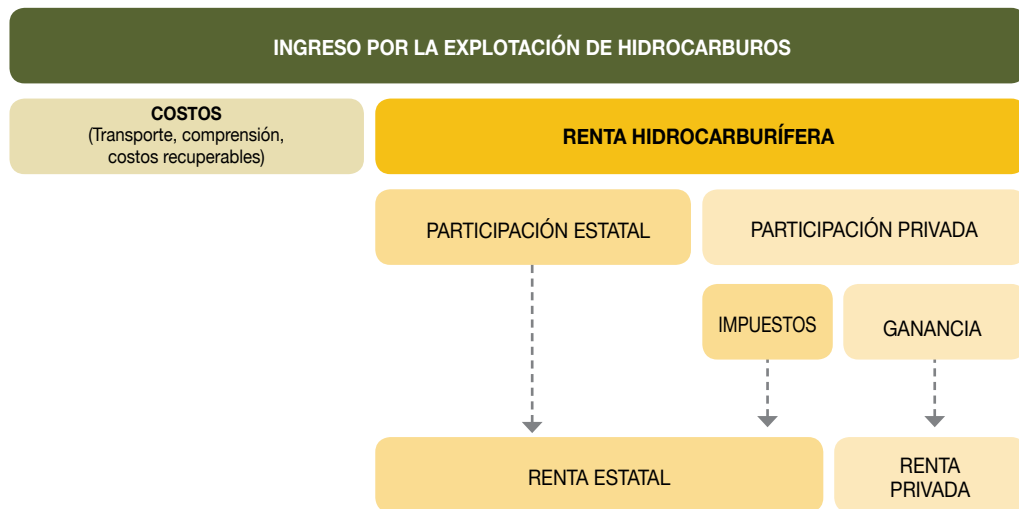 INGRESO POR LA EXPLOTACIÓN DE HIDROCARBUROS
COSTOS
(Transporte, comprensión,
costos recuperables)
RENTA HIDROCARBURÍFERA
PARTICIPACIÓN ESTATAL
PARTICIPACIÓN PRIVADA
IMPUESTOS
GANANCIA
RENTA ESTATAL
RENTA
PRIVADA